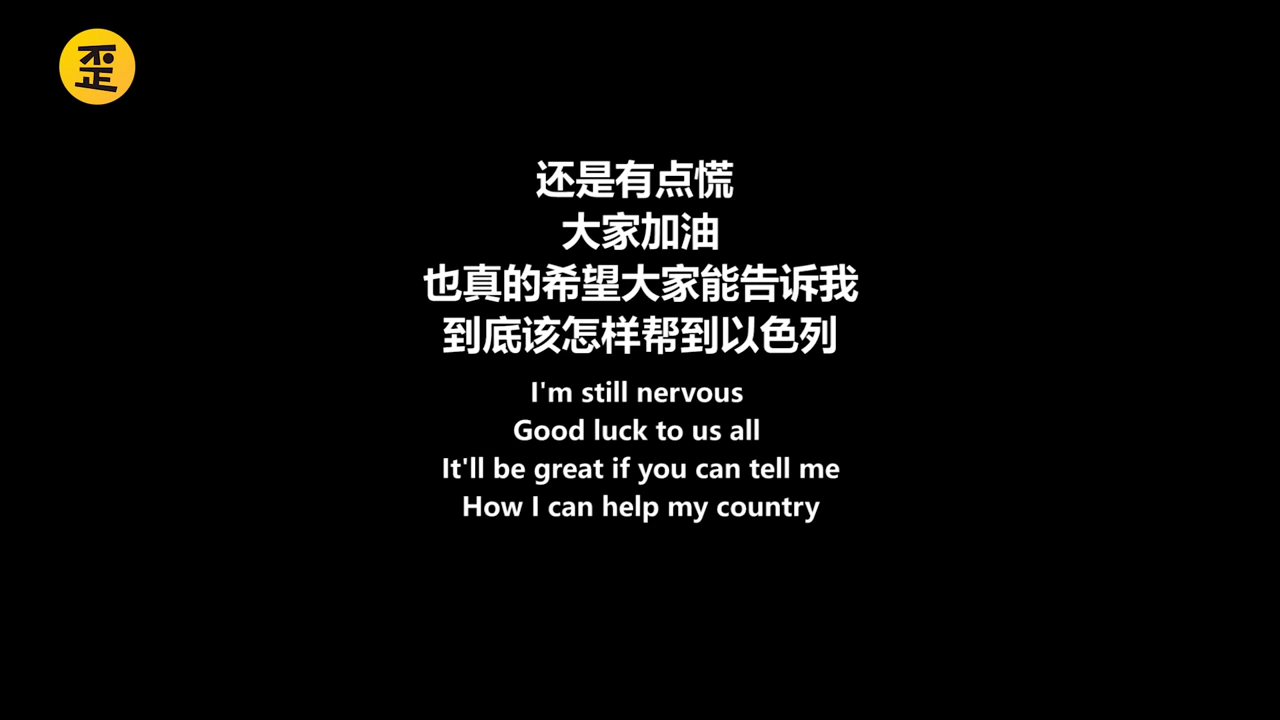 歪
还是有点慌
大家加油
也真的希望大家能告诉我
到底该怎样帮到以色列
I'm still nervous
Good luck to us all
It'll be great if you can tell me
How I can help my country